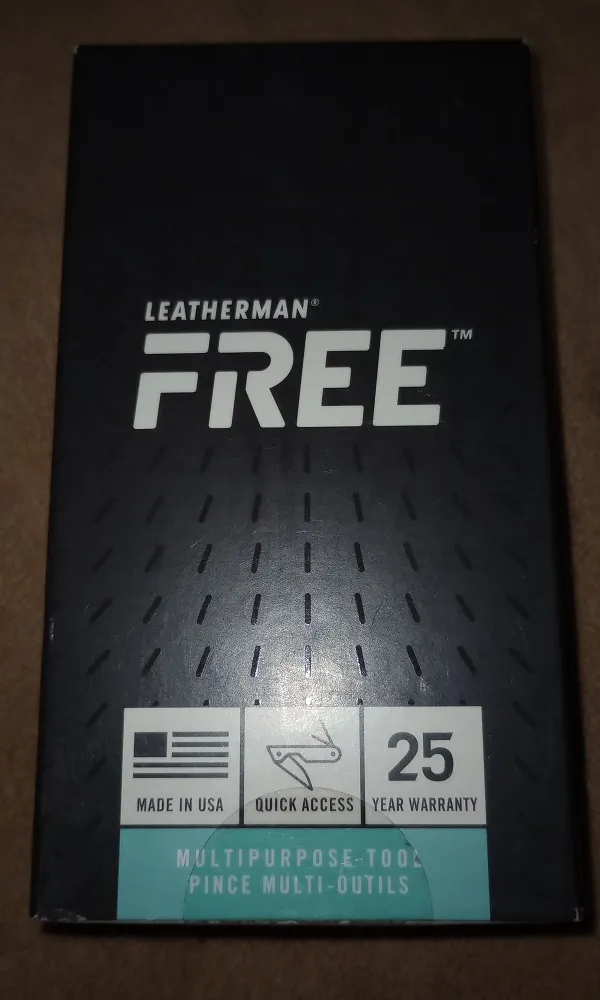 LEATHERMAN®
FREE™
MADE IN USA
QUICK ACCESS
25
YEAR WARRANTY
MULTIPURPOSE-TOOL
PINCE MULTI-OUTILS